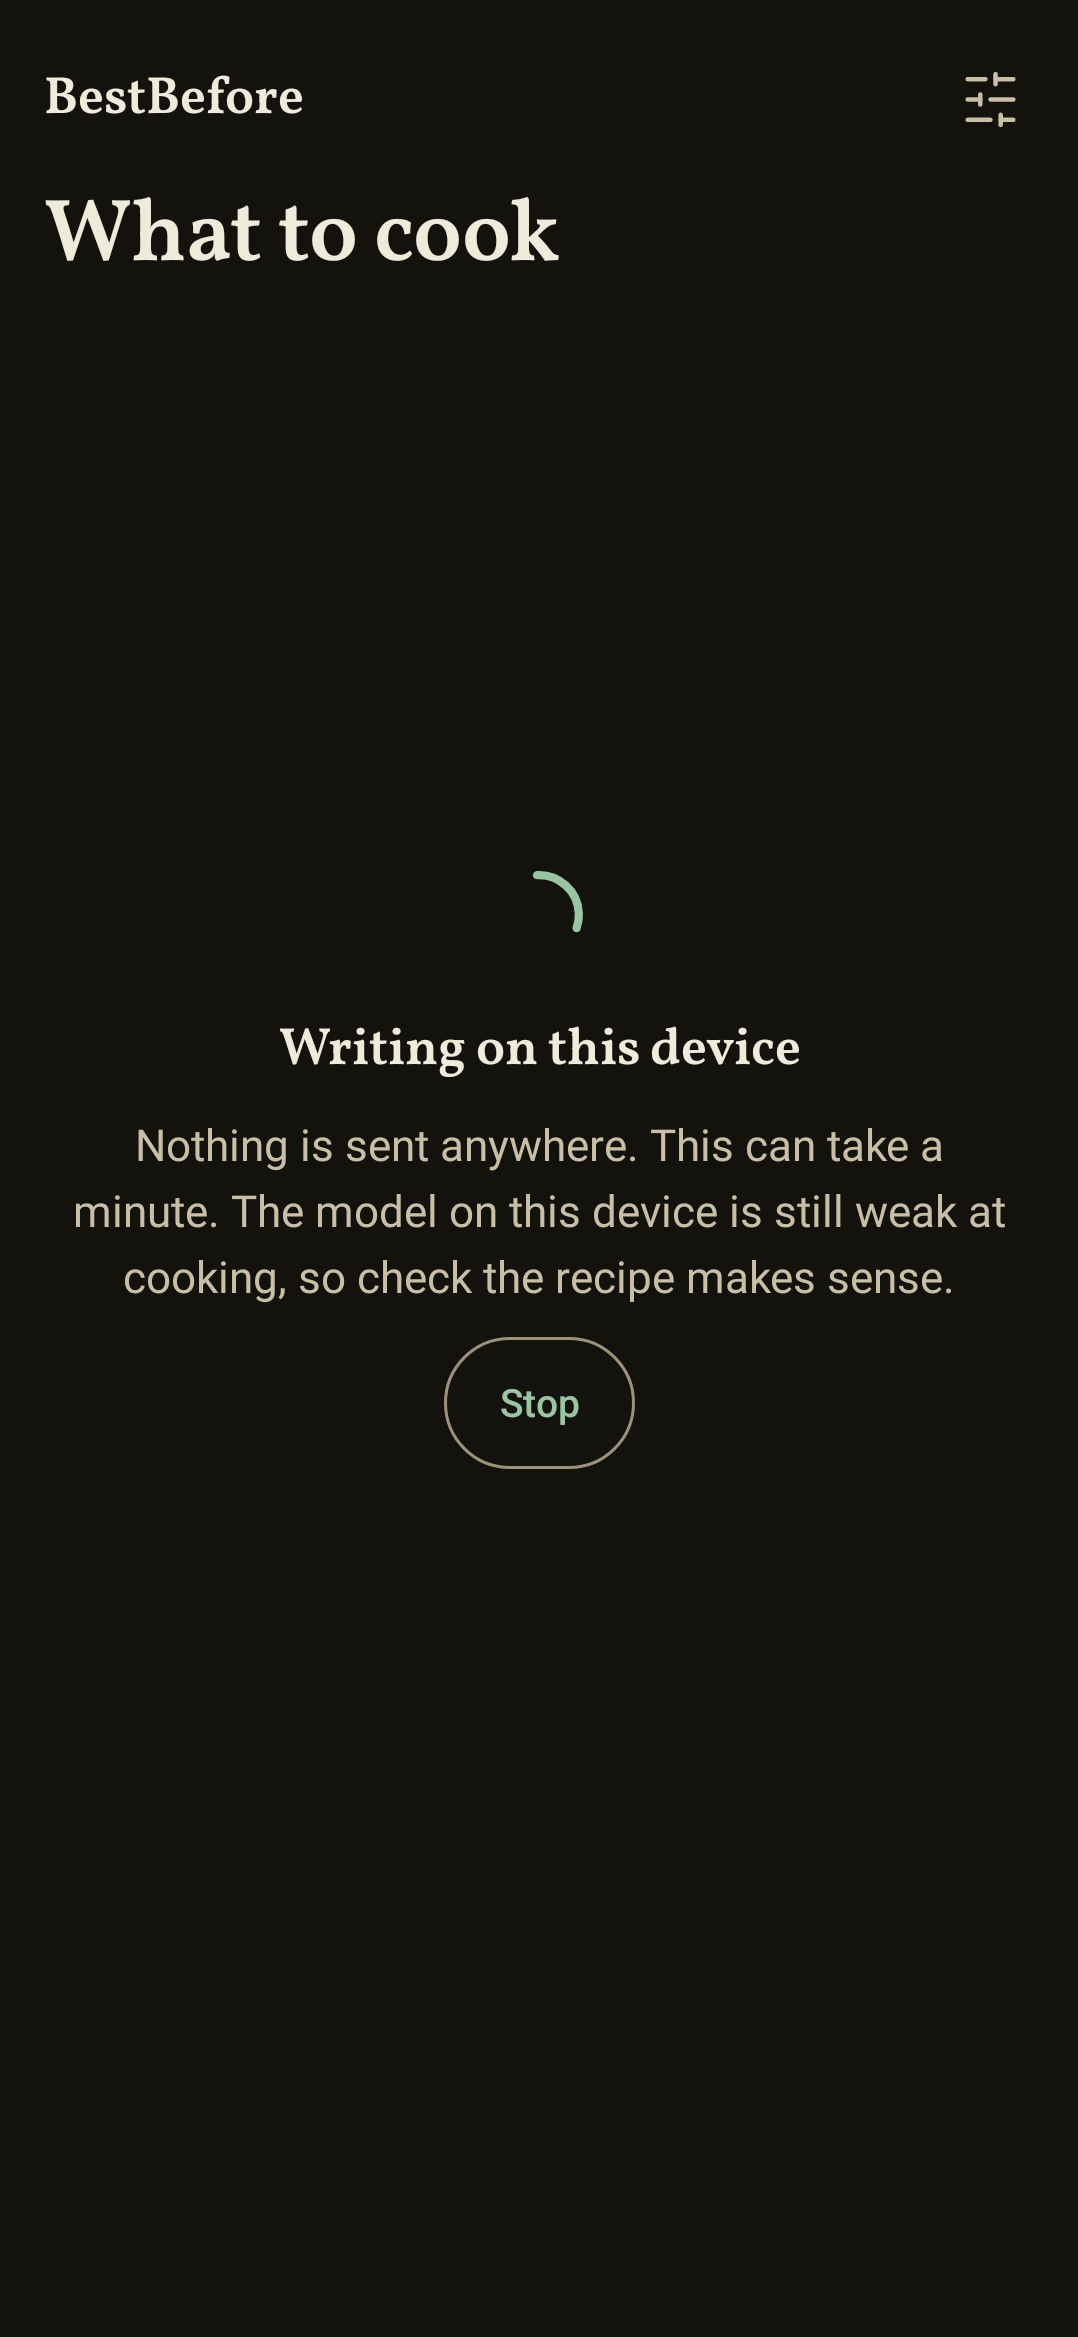 BestBefore
What to cook
Writing on this device
Nothing is sent anywhere. This can take a
minute. The model on this device is still weak at
cooking, so check the recipe makes sense.
Stop